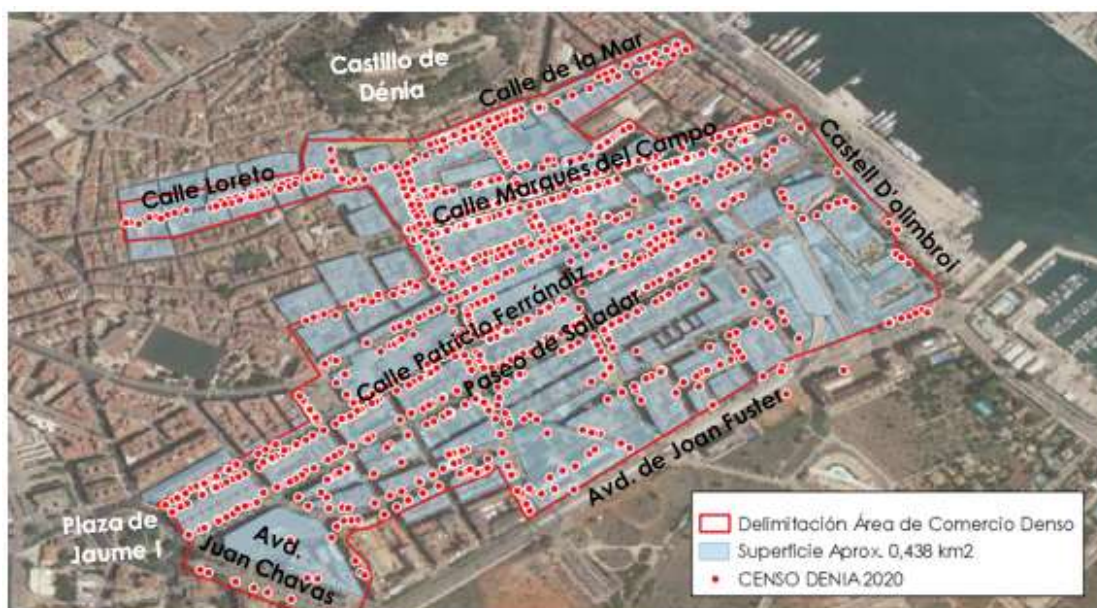 Castillo de
Dénia
Calle de la Mar
Calle Loreto
Calle Marqués del Campo
Castell D'olimbroi
Calle Patricio Ferrándiz
Paseo de Saladar
Avd. de Joan Fuster
Plaza de
Jaume I
Avd.
Juan Chavas
Delimitación Área de Comercio Denso
Superficie Aprox. 0,438 km2
CENSO DENIA 2020